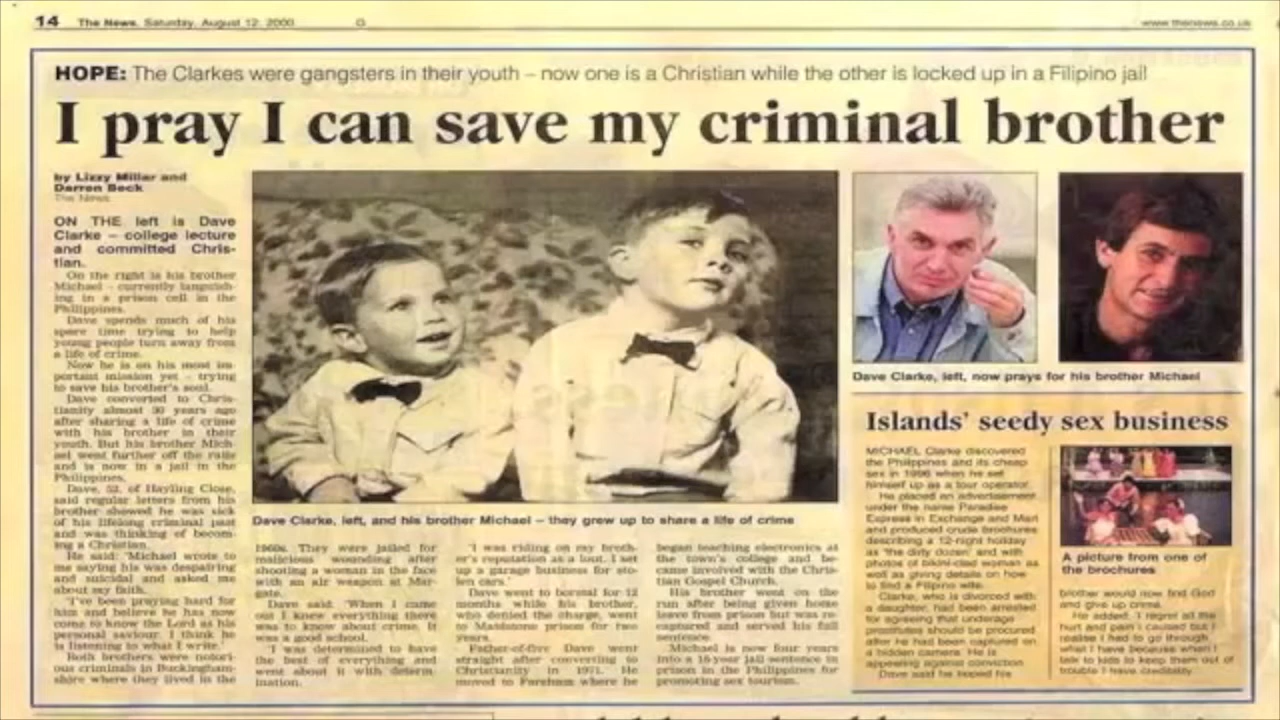 14 The News, Saturday, August 12, 2000 G www.thenews.co.uk
HOPE: The Clarkes were gangsters in their youth – now one is a Christian while the other is locked up in a Filipino jail
I pray I can save my criminal brother
by Lizzy Millar and
Darren Beck
The News
ON THE left is Dave
Clarke – college lecture
and committed Chris-
tian.
On the right is his brother
Michael – currently languish-
ing in a prison cell in the
Philippines.
Dave spends much of his
spare time trying to help
young people turn away from
a life of crime.
Now he is on his most im-
portant mission yet – trying
to save his brother's soul.
Dave converted to Chris-
tianity almost 30 years ago
after sharing a life of crime
with his brother in their
youth. But his brother Mich-
ael went further off the rails
and is now in a jail in the
Philippines.
Dave, 52, of Hayling Close,
said regular letters from his
brother showed he was sick
of his lifelong criminal past
and was thinking of becom-
ing a Christian.
He said: 'Michael wrote to
me saying his was despairing
and suicidal and asked me
about my faith.
'I've been praying hard for
him and believe he has now
come to know the Lord as his
personal saviour. I think he
is listening to what I write.'
Both brothers were notori-
ous criminals in Buckingham-
shire where they lived in the
Dave Clarke, left, and his brother Michael – they grew up to share a life of crime
1960s. They were jailed for
malicious wounding after
shooting a woman in the face
with an air weapon at Mar-
gate.
Dave said: 'When I came
out I knew everything there
was to know about crime. It
was a good school.
'I was determined to have
the best of everything and
went about it with determ-
ination.
'I was riding on my broth-
er's reputation as a lout. I set
up a garage business for sto-
len cars.'
Dave went to borstal for 12
months while his brother,
who denied the charge, went
to Maidstone prison for two
years.
Father-of-five Dave went
straight after converting to
Christianity in 1971. He
moved to Fareham where he
began teaching electronics at
the town's college and be-
came involved with the Chris-
tian Gospel Church.
His brother went on the
run after being given home
leave from prison but was re-
captured and served his full
sentence.
Michael is now four years
into a 16-year jail sentence in
prison in the Philippines for
promoting sex tourism.
Dave Clarke, left, now prays for his brother Michael
Islands' seedy sex business
MICHAEL Clarke discovered
the Philippines and its cheap
sex in 1996 when he set
himself up as a tour operator.
He placed an advertisement
under the name Paradise
Express in Exchange and Mart
and produced crude brochures
describing a 12-night holiday
as 'the dirty dozen' and with
photos of bikini-clad woman as
well as giving details on how
to find a Filipino wife.
Clarke, who is divorced with
a daughter, had been arrested
for agreeing that underage
prostitutes should be procured
after he had been captured on
a hidden camera. He is
appealing against conviction.
Dave said he hoped his
A picture from one of
the brochures
brother would now find God
and give up crime.
He added: 'I regret all the
hurt and pain I caused but I
realise I had to go through
what I have because when I
talk to kids to keep them out of
trouble I have credibility.'